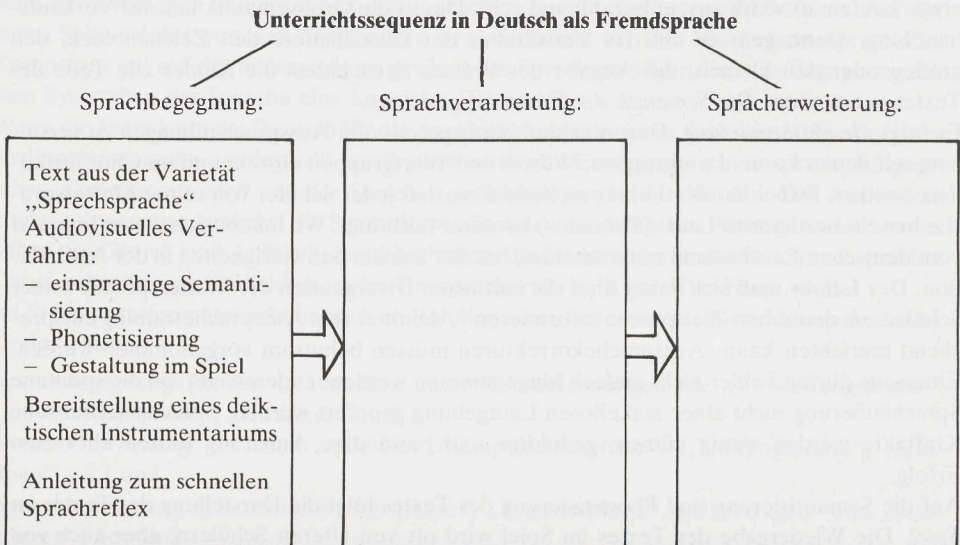 Unterrichtssequenz in Deutsch als Fremdsprache
Sprachbegegnung:
Sprachverarbeitung:
Spracherweiterung:
Text aus der Varietät
„Sprechsprache“
Audiovisuelles Ver-
fahren:
– einsprachige Semanti-
sierung
– Phonetisierung
– Gestaltung im Spiel
Bereitstellung eines deik-
tischen Instrumentariums
Anleitung zum schnellen
Sprachreflex